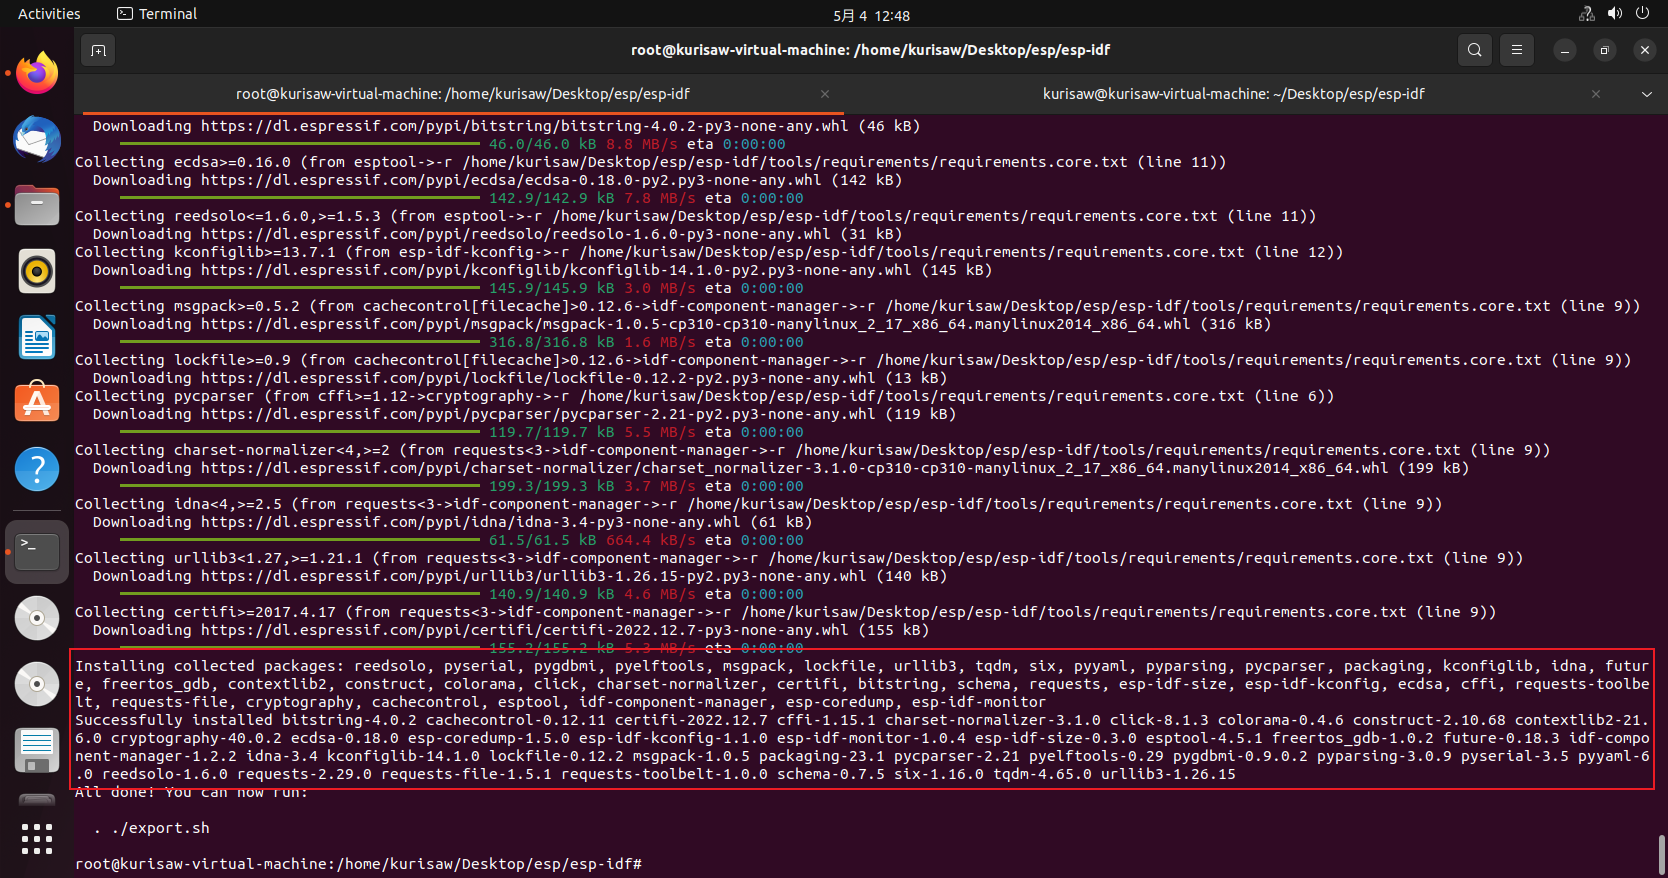 Activities
Terminal
5月 4 12:48
root@kurisaw-virtual-machine: /home/kurisaw/Desktop/esp/esp-idf
root@kurisaw-virtual-machine: /home/kurisaw/Desktop/esp/esp-idf
kurisaw@kurisaw-virtual-machine: ~/Desktop/esp/esp-idf
Downloading https://dl.espressif.com/pypi/bitstring/bitstring-4.0.2-py3-none-any.whl (46 kB)
46.0/46.0 kB 8.8 MB/s eta 0:00:00
Collecting ecdsa>=0.16.0 (from esptool->-r /home/kurisaw/Desktop/esp/esp-idf/tools/requirements/requirements.core.txt (line 11))
Downloading https://dl.espressif.com/pypi/ecdsa/ecdsa-0.18.0-py2.py3-none-any.whl (142 kB)
142.9/142.9 kB 7.8 MB/s eta 0:00:00
Collecting reedsolo<=1.6.0,>=1.5.3 (from esptool->-r /home/kurisaw/Desktop/esp/esp-idf/tools/requirements/requirements.core.txt (line 11))
Downloading https://dl.espressif.com/pypi/reedsolo/reedsolo-1.6.0-py3-none-any.whl (31 kB)
Collecting kconfiglib>=13.7.1 (from esp-idf-kconfig->-r /home/kurisaw/Desktop/esp/esp-idf/tools/requirements/requirements.core.txt (line 12))
Downloading https://dl.espressif.com/pypi/kconfiglib/kconfiglib-14.1.0-py2.py3-none-any.whl (145 kB)
145.9/145.9 kB 3.0 MB/s eta 0:00:00
Collecting msgpack>=0.5.2 (from cachecontrol[filecache]>0.12.6->idf-component-manager->-r /home/kurisaw/Desktop/esp/esp-idf/tools/requirements/requirements.core.txt (line 9))
Downloading https://dl.espressif.com/pypi/msgpack/msgpack-1.0.5-cp310-cp310-manylinux_2_17_x86_64.manylinux2014_x86_64.whl (316 kB)
316.8/316.8 kB 1.6 MB/s eta 0:00:00
Collecting lockfile>=0.9 (from cachecontrol[filecache]>0.12.6->idf-component-manager->-r /home/kurisaw/Desktop/esp/esp-idf/tools/requirements/requirements.core.txt (line 9))
Downloading https://dl.espressif.com/pypi/lockfile/lockfile-0.12.2-py2.py3-none-any.whl (13 kB)
Collecting pycparser (from cffi>=1.12->cryptography->-r /home/kurisaw/Desktop/esp/esp-idf/tools/requirements/requirements.core.txt (line 6))
Downloading https://dl.espressif.com/pypi/pycparser/pycparser-2.21-py2.py3-none-any.whl (119 kB)
119.7/119.7 kB 5.5 MB/s eta 0:00:00
Collecting charset-normalizer<4,>=2 (from requests<3->idf-component-manager->-r /home/kurisaw/Desktop/esp/esp-idf/tools/requirements/requirements.core.txt (line 9))
Downloading https://dl.espressif.com/pypi/charset-normalizer/charset_normalizer-3.1.0-cp310-cp310-manylinux_2_17_x86_64.manylinux2014_x86_64.whl (199 kB)
199.3/199.3 kB 3.7 MB/s eta 0:00:00
Collecting idna<4,>=2.5 (from requests<3->idf-component-manager->-r /home/kurisaw/Desktop/esp/esp-idf/tools/requirements/requirements.core.txt (line 9))
Downloading https://dl.espressif.com/pypi/idna/idna-3.4-py3-none-any.whl (61 kB)
61.5/61.5 kB 664.4 kB/s eta 0:00:00
Collecting urllib3<1.27,>=1.21.1 (from requests<3->idf-component-manager->-r /home/kurisaw/Desktop/esp/esp-idf/tools/requirements/requirements.core.txt (line 9))
Downloading https://dl.espressif.com/pypi/urllib3/urllib3-1.26.15-py2.py3-none-any.whl (140 kB)
140.9/140.9 kB 4.6 MB/s eta 0:00:00
Collecting certifi>=2017.4.17 (from requests<3->idf-component-manager->-r /home/kurisaw/Desktop/esp/esp-idf/tools/requirements/requirements.core.txt (line 9))
Downloading https://dl.espressif.com/pypi/certifi/certifi-2022.12.7-py3-none-any.whl (155 kB)
155.2/155.2 kB 5.3 MB/s eta 0:00:00
Installing collected packages: reedsolo, pyserial, pygdbmi, pyelftools, msgpack, lockfile, urllib3, tqdm, six, pyyaml, pyparsing, pycparser, packaging, kconfiglib, idna, futur
e, freertos_gdb, contextlib2, construct, colorama, click, charset-normalizer, certifi, bitstring, schema, requests, esp-idf-size, esp-idf-kconfig, ecdsa, cffi, requests-toolbe
lt, requests-file, cryptography, cachecontrol, esptool, idf-component-manager, esp-coredump, esp-idf-monitor
Successfully installed bitstring-4.0.2 cachecontrol-0.12.11 certifi-2022.12.7 cffi-1.15.1 charset-normalizer-3.1.0 click-8.1.3 colorama-0.4.6 construct-2.10.68 contextlib2-21.
6.0 cryptography-40.0.2 ecdsa-0.18.0 esp-coredump-1.5.0 esp-idf-kconfig-1.1.0 esp-idf-monitor-1.0.4 esp-idf-size-0.3.0 esptool-4.5.1 freertos_gdb-1.0.2 future-0.18.3 idf-compo
nent-manager-1.2.2 idna-3.4 kconfiglib-14.1.0 lockfile-0.12.2 msgpack-1.0.5 packaging-23.1 pycparser-2.21 pyelftools-0.29 pygdbmi-0.9.0.2 pyparsing-3.0.9 pyserial-3.5 pyyaml-6
.0 reedsolo-1.6.0 requests-2.29.0 requests-file-1.5.1 requests-toolbelt-1.0.0 schema-0.7.5 six-1.16.0 tqdm-4.65.0 urllib3-1.26.15
All done! You can now run:
. ./export.sh
root@kurisaw-virtual-machine:/home/kurisaw/Desktop/esp/esp-idf#